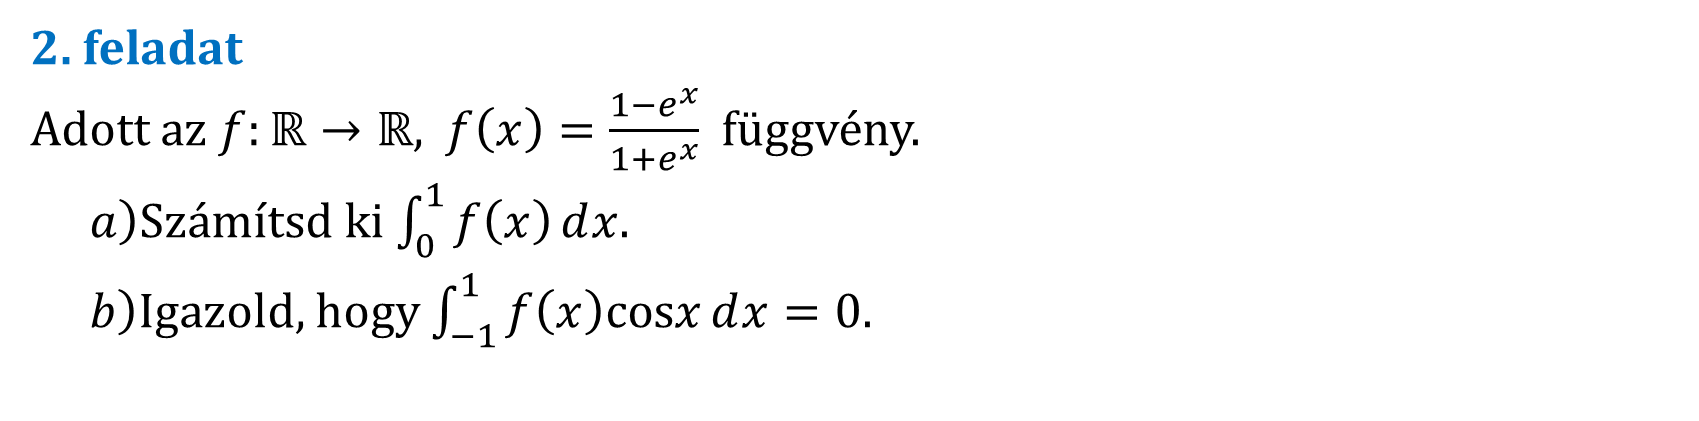 2. feladat
Adott az f: ℝ → ℝ, f(x) = \frac{1−e^x}{1+e^x} függvény.
a)Számítsd ki ∫_0^1 f(x) dx.
b)Igazold, hogy ∫_{−1}^1 f(x)cosx dx = 0.